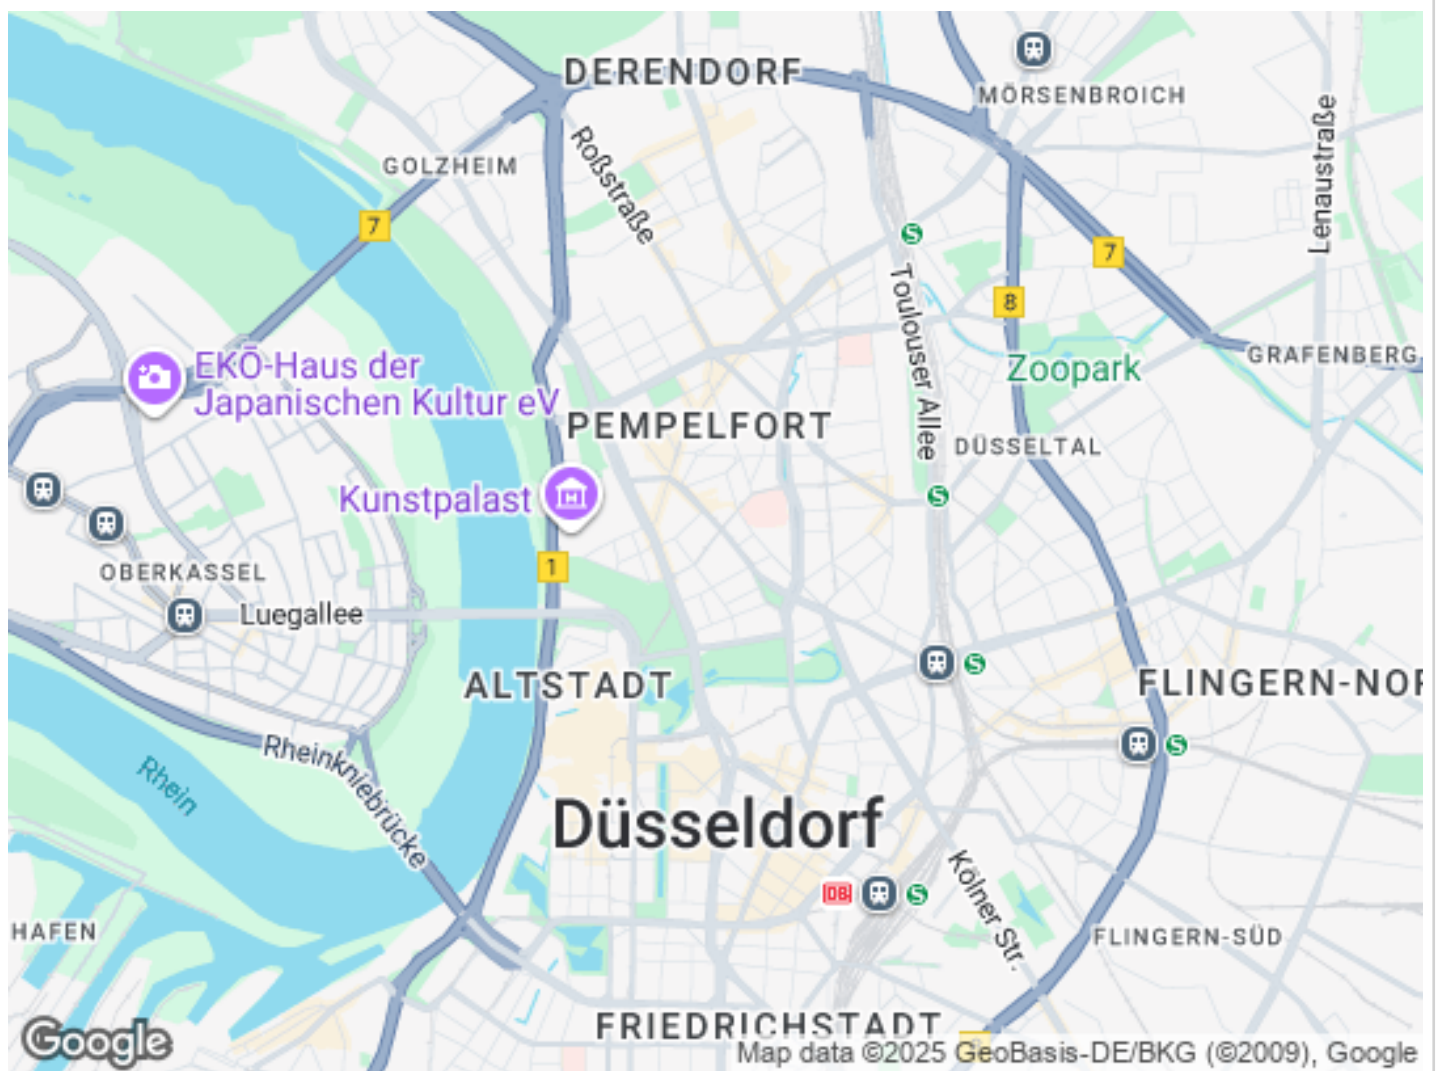 DERENDORF
MÖRSENBROICH
Lenaustraße
GOLZHEIM
Roßstraße
7
7
8
Toulouser Allee
S
EKŌ-Haus der
Japanischen Kultur eV
Zoopark
GRAFENBERG
PEMPELFORT
DÜSSELTAL
Kunstpalast
S
1
OBERKASSEL
Luegallee
S
ALTSTADT
FLINGERN-NOR
S
Rheinkniebrücke
Rhein
Düsseldorf
DB
S
Kölner Str.
HAFEN
FLINGERN-SÜD
FRIEDRICHSTADT
Google
Map data ©2025 GeoBasis-DE/BKG (©2009), Google